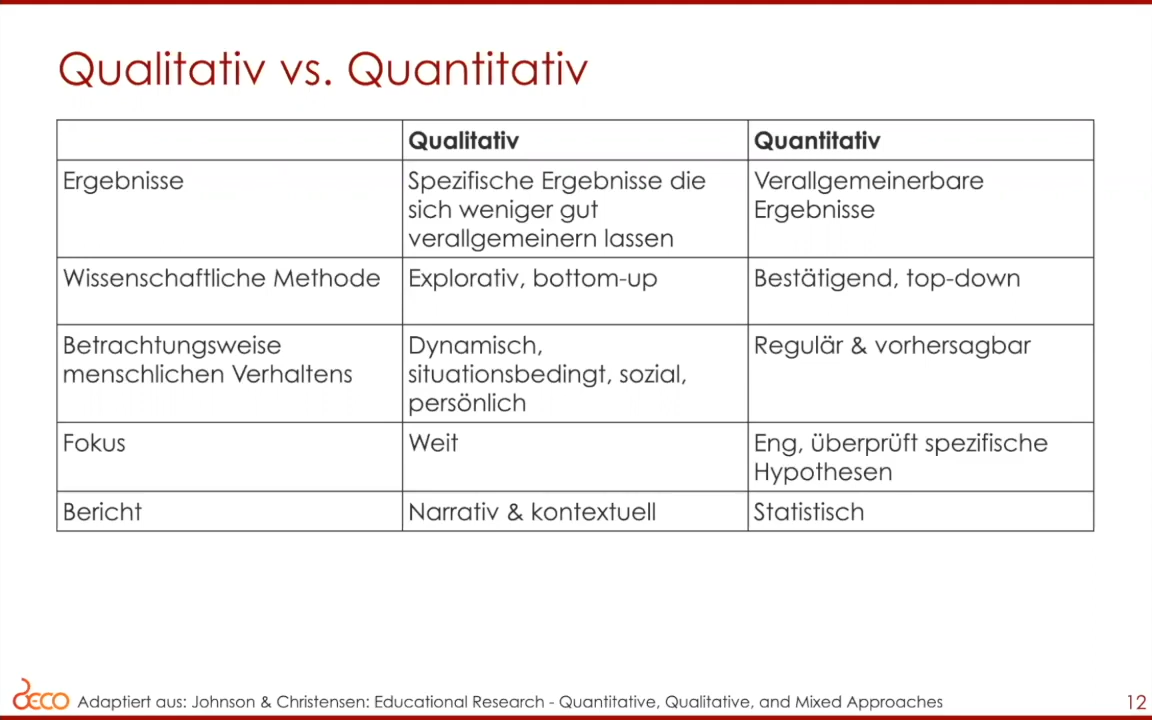 Qualitativ vs. Quantitativ
Qualitativ
Quantitativ
Ergebnisse
Spezifische Ergebnisse die
sich weniger gut
verallgemeinern lassen
Verallgemeinerbare
Ergebnisse
Wissenschaftliche Methode
Explorativ, bottom-up
Bestätigend, top-down
Betrachtungsweise
menschlichen Verhaltens
Dynamisch,
situationsbedingt, sozial,
persönlich
Regulär & vorhersagbar
Fokus
Weit
Eng, überprüft spezifische
Hypothesen
Bericht
Narrativ & kontextuell
Statistisch
DECO
Adaptiert aus: Johnson & Christensen: Educational Research - Quantitative, Qualitative, and Mixed Approaches
12